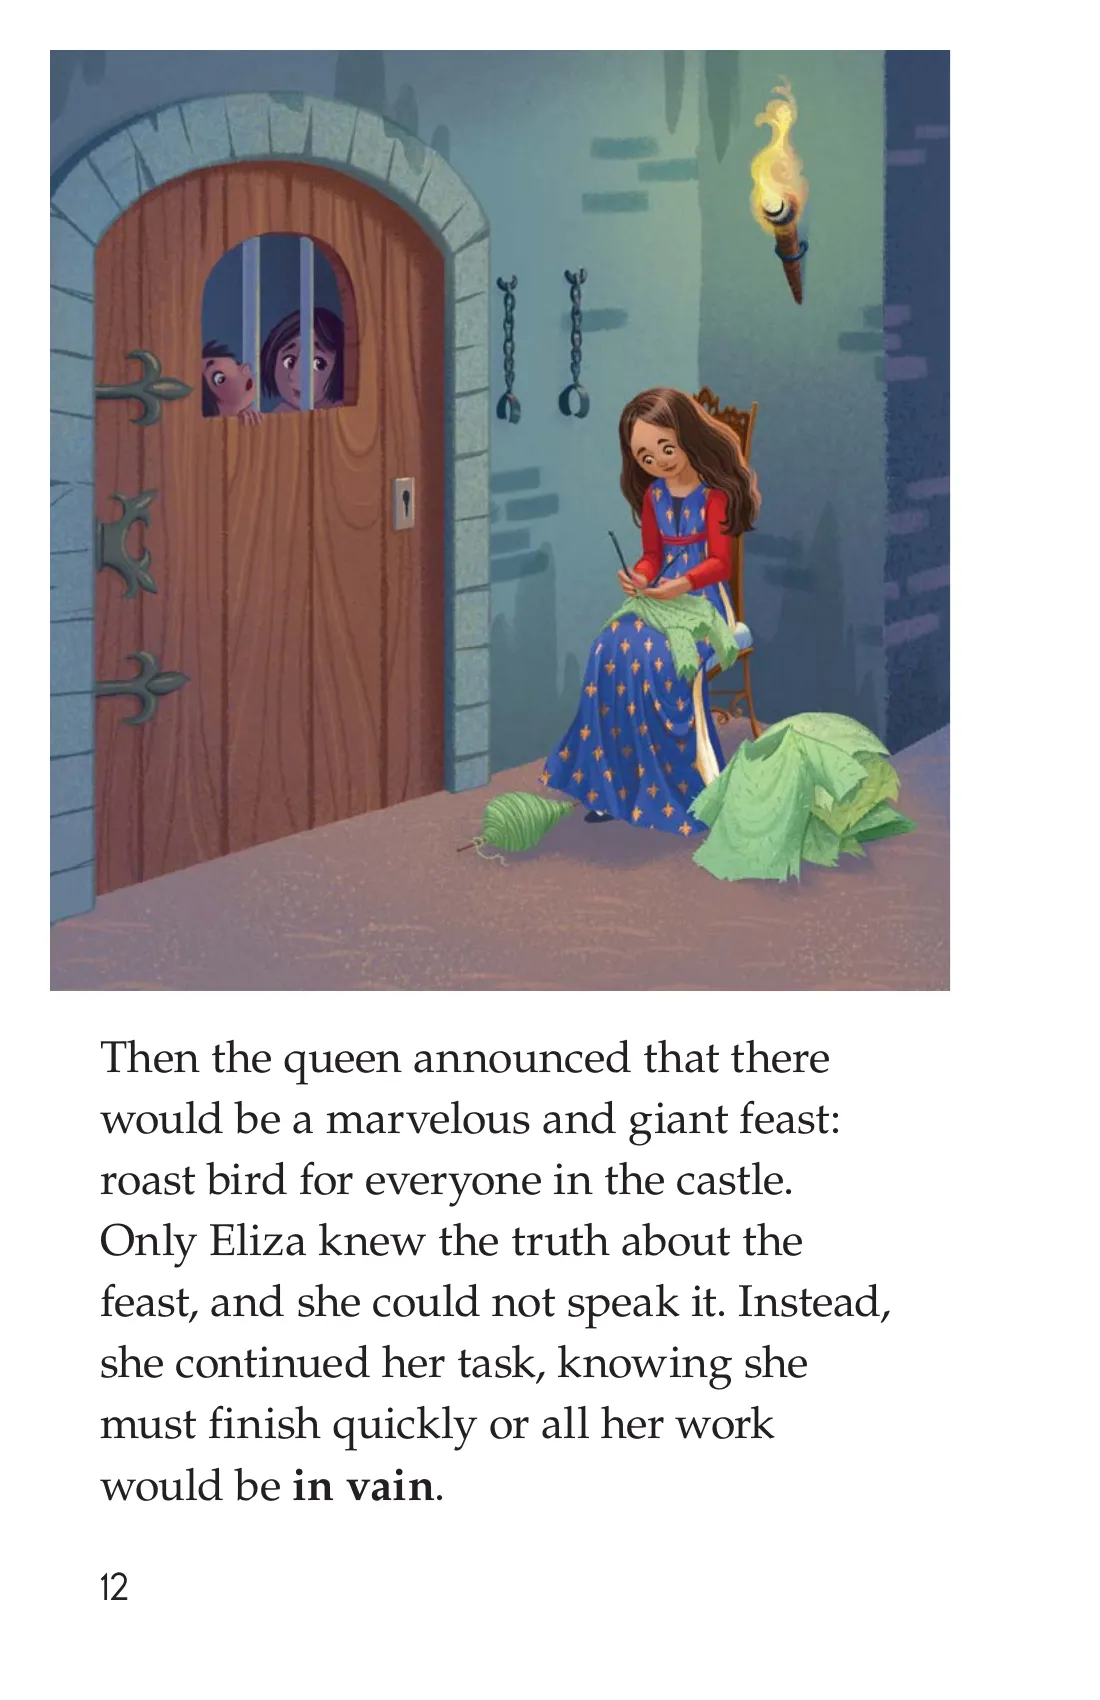 Then the queen announced that there
would be a marvelous and giant feast:
roast bird for everyone in the castle.
Only Eliza knew the truth about the
feast, and she could not speak it. Instead,
she continued her task, knowing she
must finish quickly or all her work
would be in vain.
12